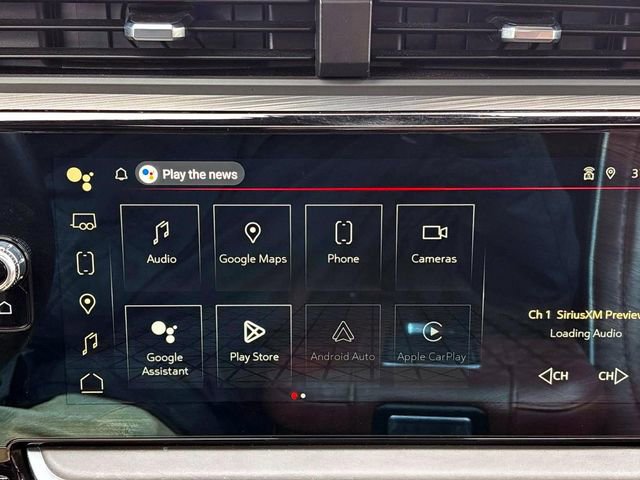 Play the news
3
Audio
Google Maps
Phone
Cameras
Google
Assistant
Play Store
Android Auto
Apple CarPlay
Ch 1 SiriusXM Preview
Loading Audio
CH
CH